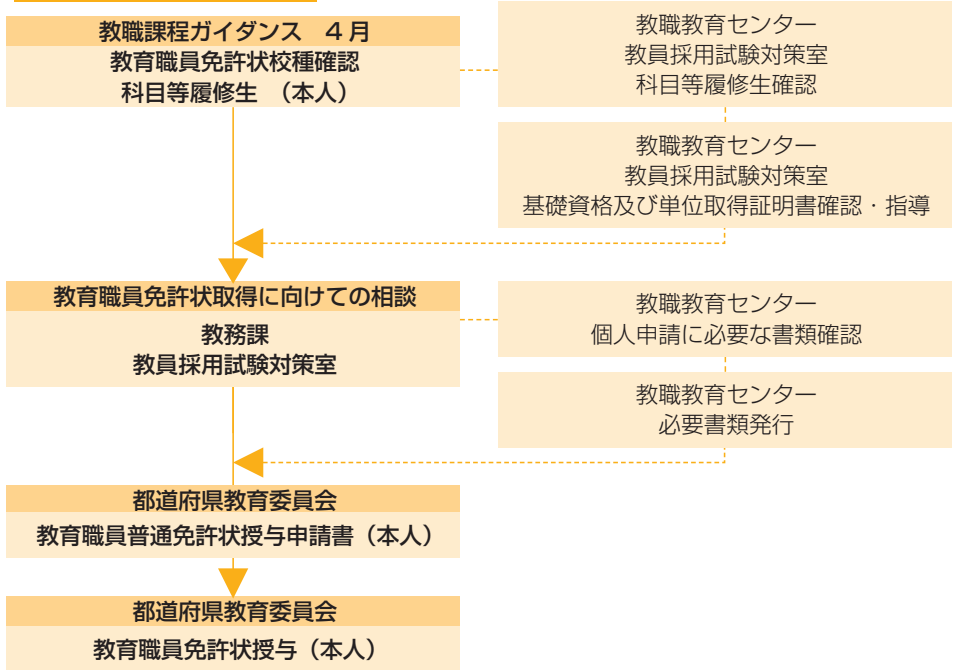 教職課程ガイダンス　4月
教育職員免許状校種確認
科目等履修生　（本人）
教職教育センター
教員採用試験対策室
科目等履修生確認
教職教育センター
教員採用試験対策室
基礎資格及び単位取得証明書確認・指導
教育職員免許状取得に向けての相談
教務課
教員採用試験対策室
教職教育センター
個人申請に必要な書類確認
教職教育センター
必要書類発行
都道府県教育委員会
教育職員普通免許状授与申請書（本人）
都道府県教育委員会
教育職員免許状授与（本人）